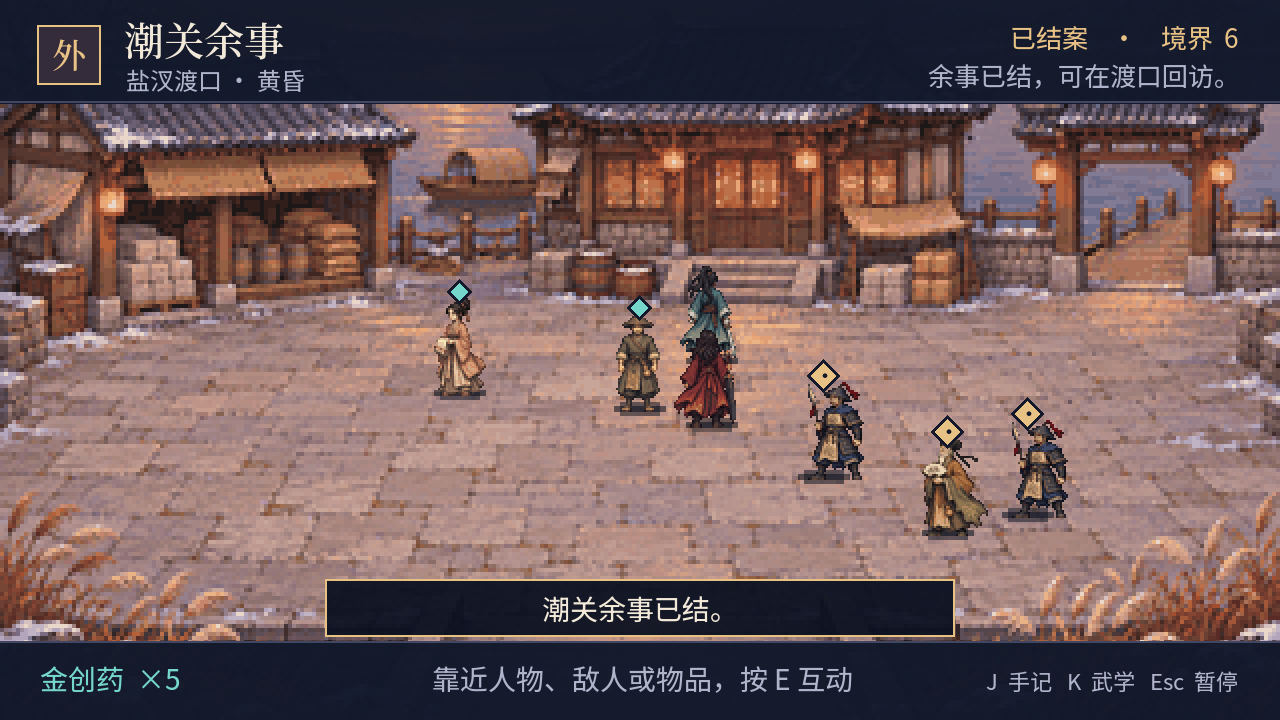 外
潮关余事
盐汊渡口 · 黄昏
已结案 · 境界 6
余事已结，可在渡口回访。
潮关余事已结。
金创药 ×5
靠近人物、敌人或物品，按 E 互动
J 手记 K 武学 Esc 暂停